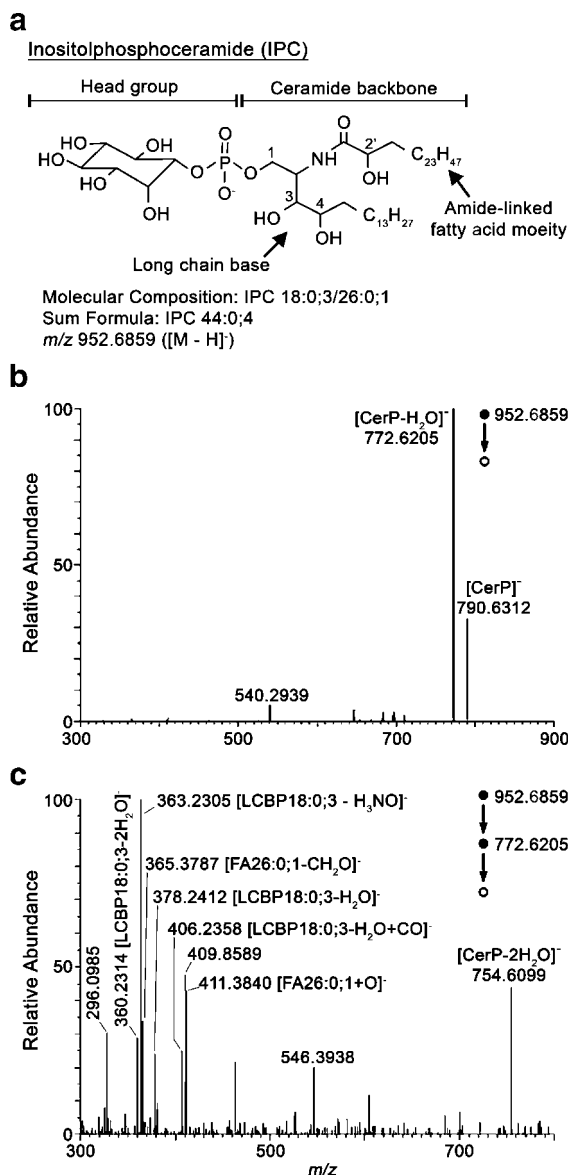 a
Inositolphosphoceramide (IPC)
Head group
Ceramide backbone
HO
OH
OH
HO
HO
OH
O
O
P
O⁻
O
1
NH
O
2'
OH
C₂₃H₄₇
3
4
HO
OH
C₁₃H₂₇
Amide-linked
fatty acid moeity
Long chain base
Molecular Composition: IPC 18:0;3/26:0;1
Sum Formula: IPC 44:0;4
m/z 952.6859 ([M - H]⁻)
b
Relative Abundance
100
50
0
300
500
700
900
[CerP-H₂O]⁻
772.6205
952.6859
[CerP]⁻
790.6312
540.2939
c
Relative Abundance
100
50
0
300
500
700
m/z
296.0985
360.2314 [LCBP18:0;3-2H₂O]⁻
363.2305 [LCBP18:0;3 - H₃NO]⁻
365.3787 [FA26:0;1-CH₂O]⁻
378.2412 [LCBP18:0;3-H₂O]⁻
406.2358 [LCBP18:0;3-H₂O+CO]⁻
409.8589
411.3840 [FA26:0;1+O]⁻
546.3938
952.6859
772.6205
[CerP-2H₂O]⁻
754.6099